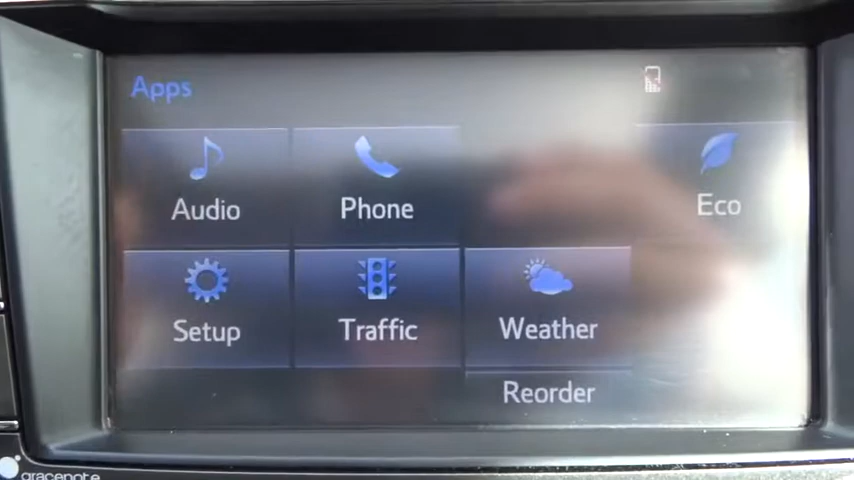 Apps
Audio Phone Eco
Setup Traffic Weather
Reorder
gracenote